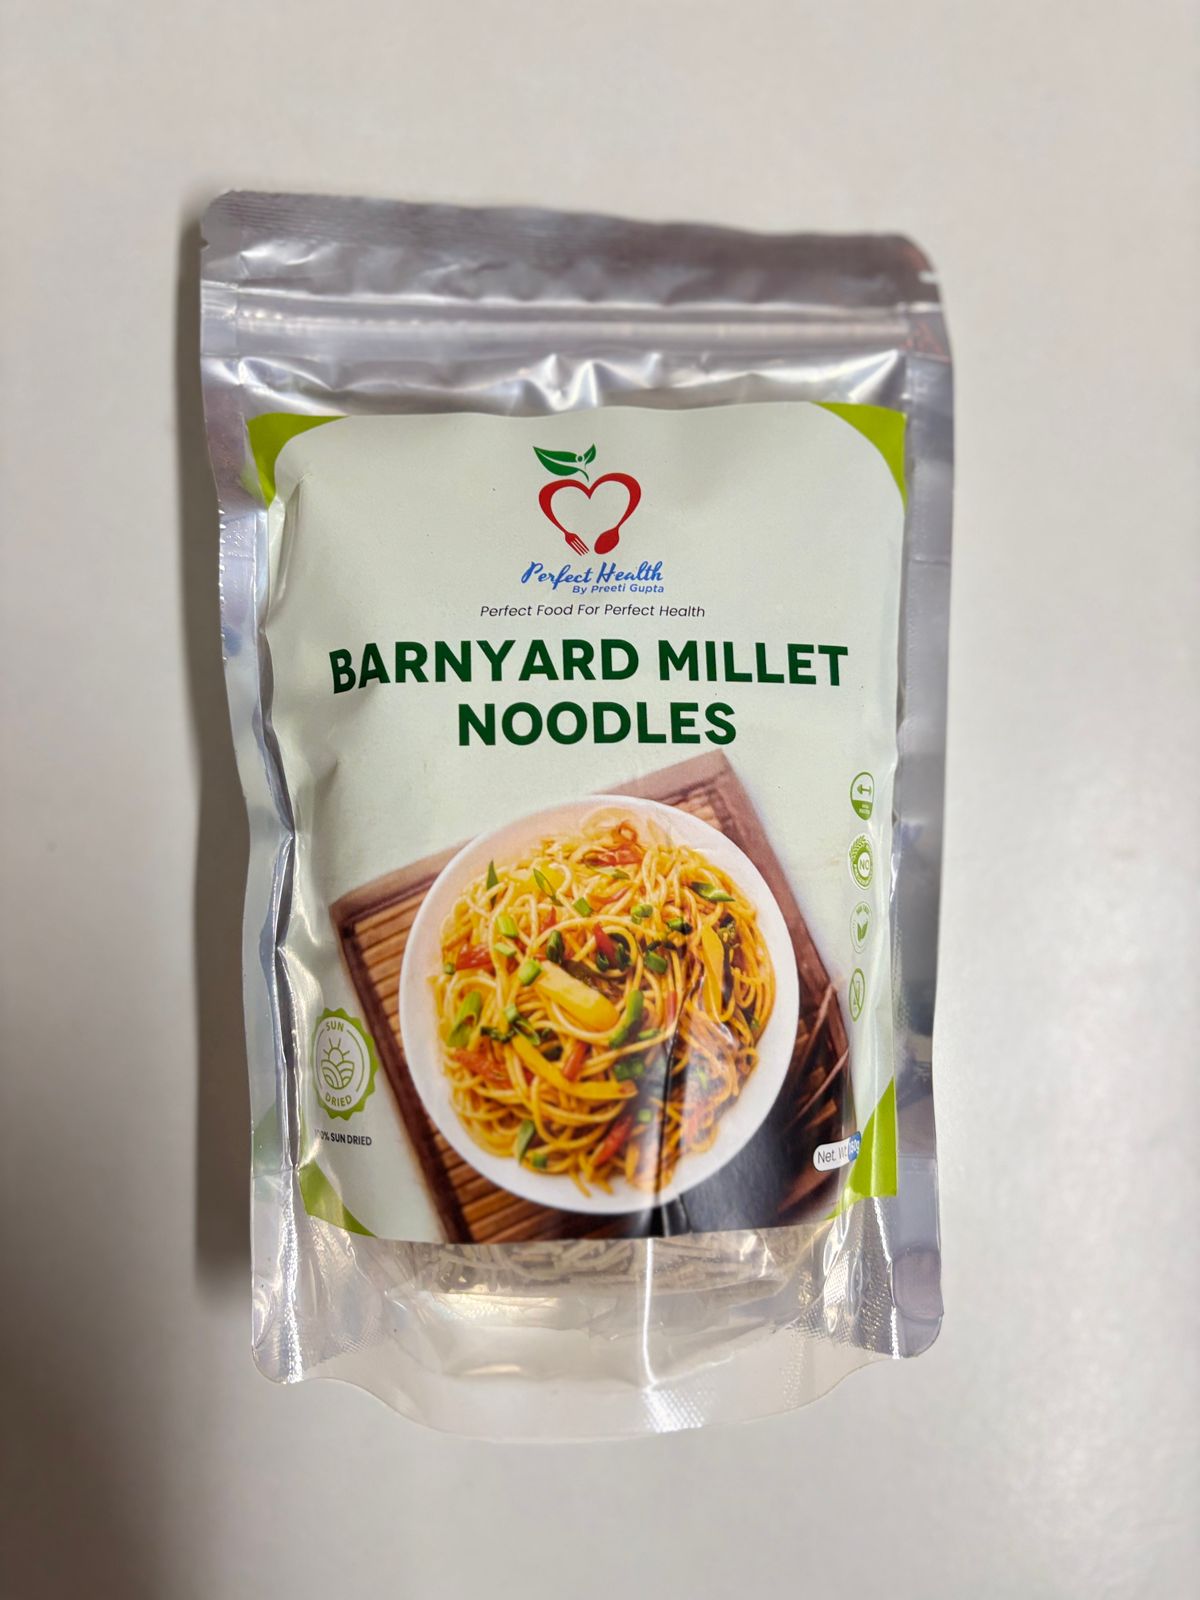 Perfect Health
By Preeti Gupta
Perfect Food For Perfect Health
BARNYARD MILLET
NOODLES
NO
SUN
DRIED
SUN DRIED
Net. Wt